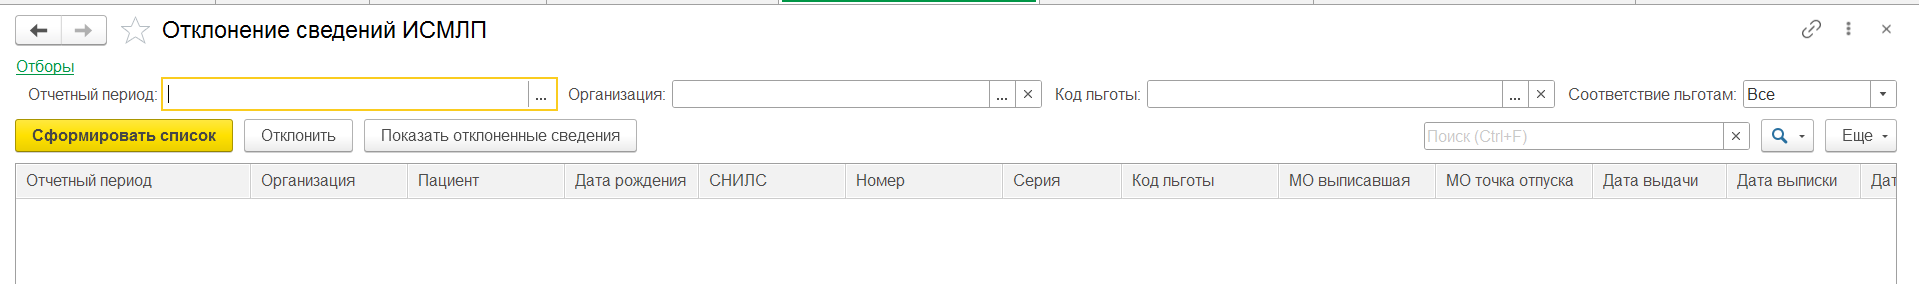 Отклонение сведений ИСМЛП
Отборы
Отчетный период: ... Организация: ... × Код льготы: ... × Соответствие льготам: Все
Сформировать список Отклонить Показать отклоненные сведения Поиск (Ctrl+F) × Еще
Отчетный период Организация Пациент Дата рождения СНИЛС Номер Серия Код льготы МО выписавшая МО точка отпуска Дата выдачи Дата выписки Дат